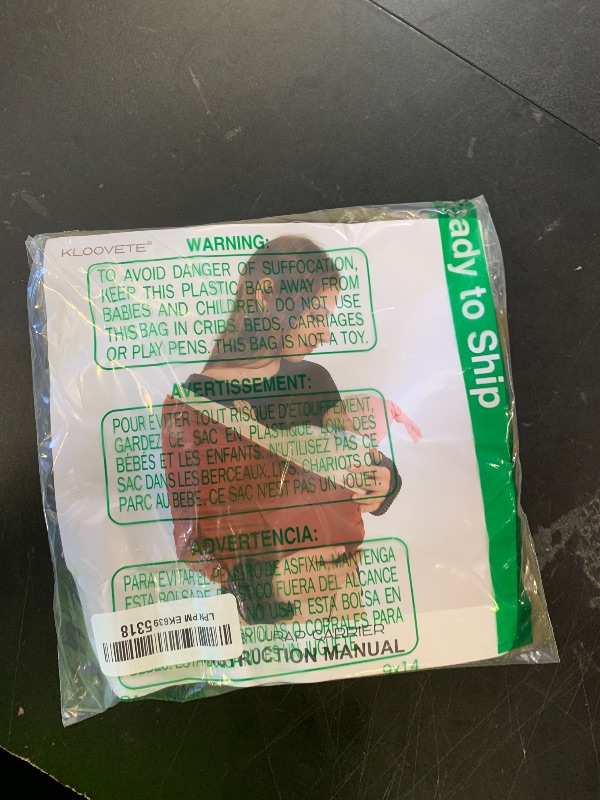 KLOOVETE®
WARNING:
TO AVOID DANGER OF SUFFOCATION,
KEEP THIS PLASTIC BAG AWAY FROM
BABIES AND CHILDREN. DO NOT USE
THIS BAG IN CRIBS, BEDS, CARRIAGES
OR PLAY PENS. THIS BAG IS NOT A TOY.
AVERTISSEMENT:
POUR EVITER TOUT RISQUE D'ETOUFFEMENT,
GARDEZ CE SAC EN PLASTIQUE LOIN DES
BÉBÉS ET LES ENFANTS. N'UTILISEZ PAS CE
SAC DANS LES BERCEAUX, CHARIOTS OU
PARC AU BEBE. CE SAC N'EST PAS UN JOUET.
ADVERTENCIA:
PARA EVITAR EL DE ASFIXIA, MANTENGA
ESTA BOLSA DE FUERA DEL ALCANCE
NO USAR ESTA BOLSA EN
O CORRALES PARA
WRAP CARRIER
INSTRUCTION MANUAL
9x14
LPN PM EK639 5318
Ready to Ship